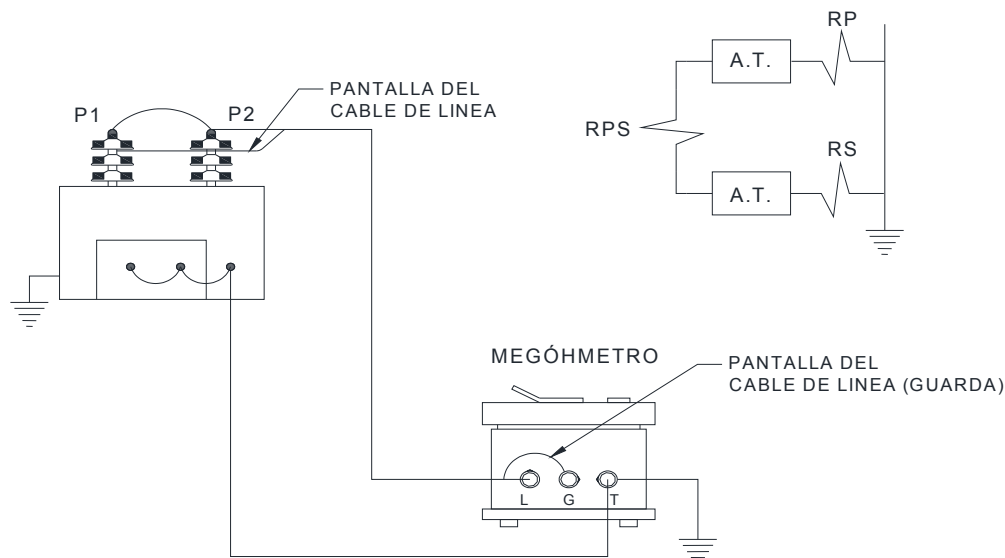 P1
P2
PANTALLA DEL
CABLE DE LINEA
RPS
A.T.
RP
A.T.
RS
MEGÓHMETRO
PANTALLA DEL
CABLE DE LINEA (GUARDA)
L G T